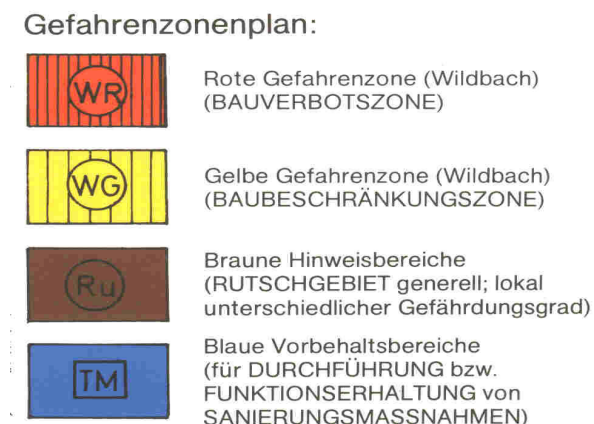 Gefahrenzonenplan:
WR
Rote Gefahrenzone (Wildbach)
(BAUVERBOTSZONE)
WG
Gelbe Gefahrenzone (Wildbach)
(BAUBESCHRÄNKUNGSZONE)
Ru
Braune Hinweisbereiche
(RUTSCHGEBIET generell; lokal
unterschiedlicher Gefährdungsgrad)
TM
Blaue Vorbehaltsbereiche
(für DURCHFÜHRUNG bzw.
FUNKTIONSERHALTUNG von
SANIERUNGSMASSNAHMEN)